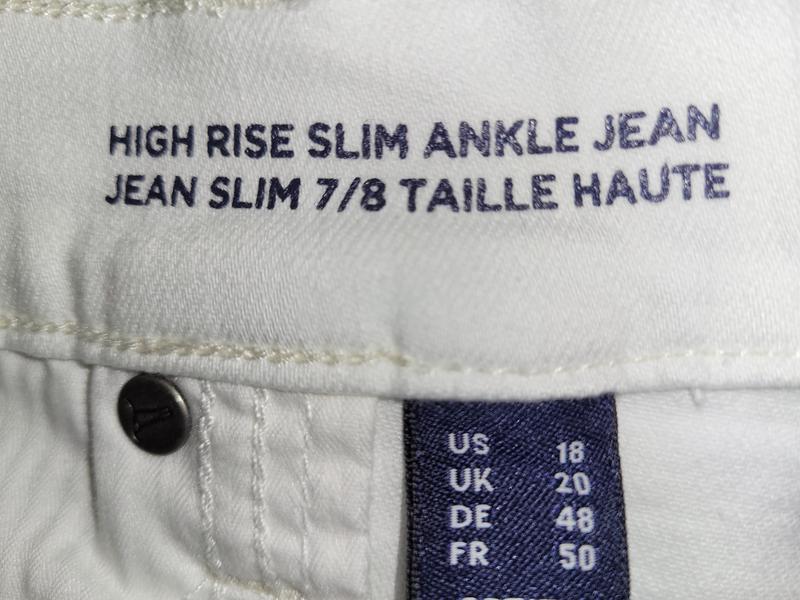 HIGH RISE SLIM ANKLE JEAN
JEAN SLIM 7/8 TAILLE HAUTE
US 18
UK 20
DE 48
FR 50